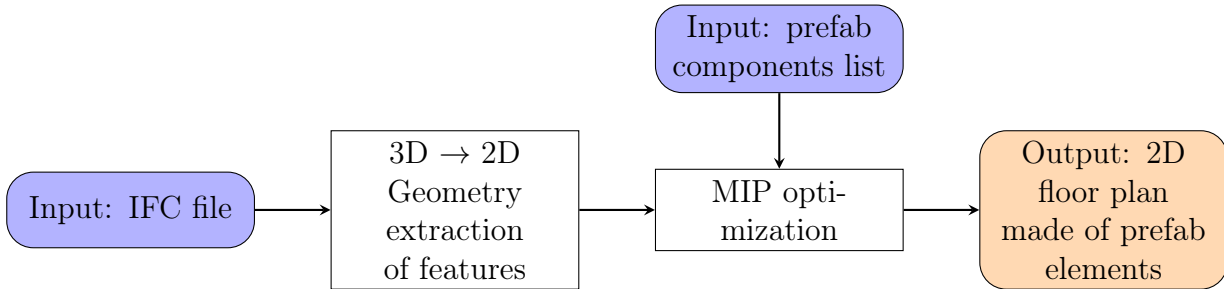 Input: prefab
components list
Input: IFC file
3D → 2D
Geometry
extraction
of features
MIP opti-
mization
Output: 2D
floor plan
made of prefab
elements